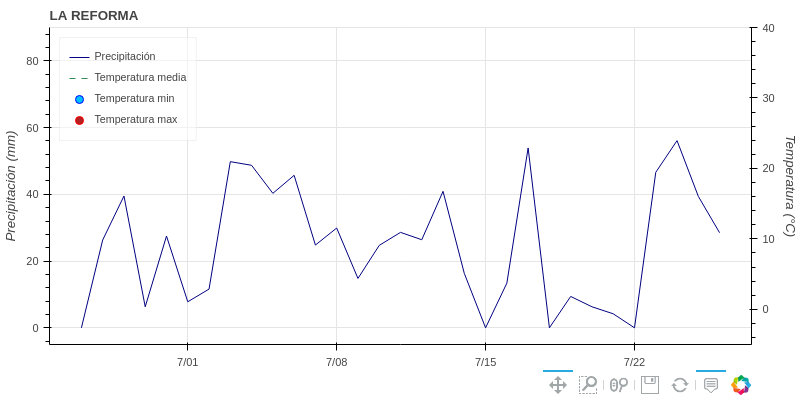 LA REFORMA
Precipitación
Temperatura media
Temperatura min
Temperatura max
Precipitación (mm)
80
60
40
20
0
40
30
20
10
0
Temperatura (°C)
7/01
7/08
7/15
7/22